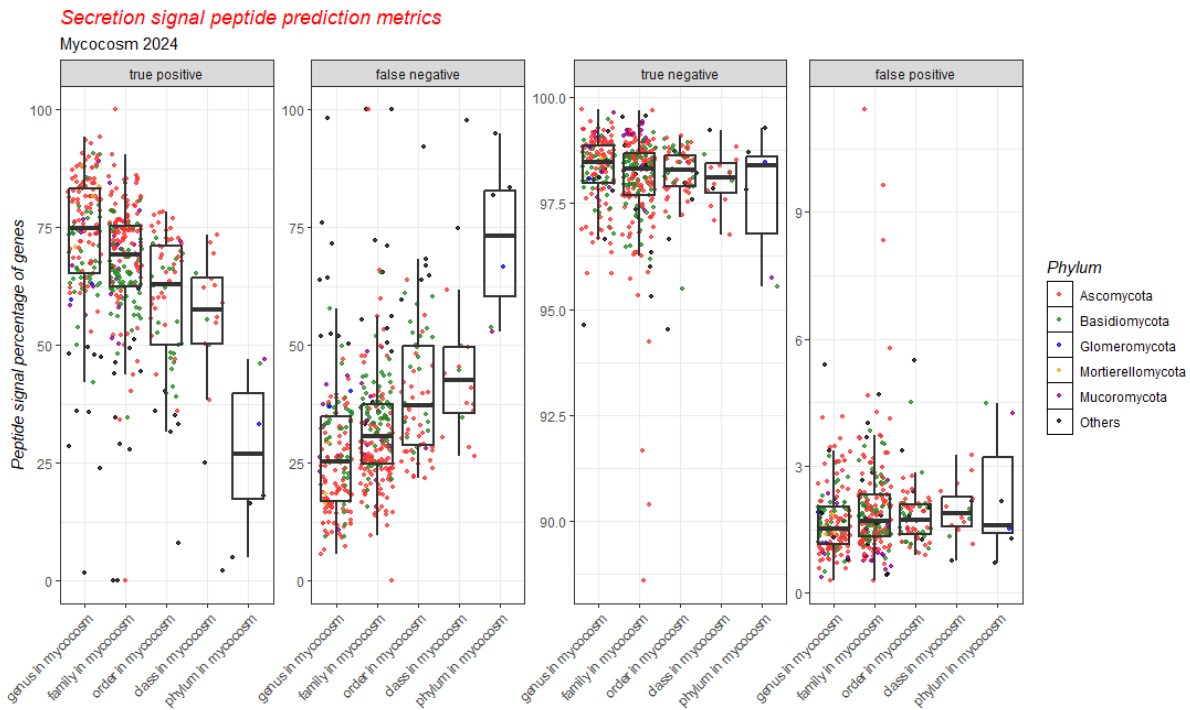 Secretion signal peptide prediction metrics
Mycocosm 2024
true positive
false negative
true negative
false positive
Peptide signal percentage of genes
100
75
50
25
0
100
75
50
25
0
100.0
97.5
95.0
92.5
90.0
9
6
3
0
genus in mycocosm
family in mycocosm
order in mycocosm
class in mycocosm
phylum in mycocosm
genus in mycocosm
family in mycocosm
order in mycocosm
class in mycocosm
phylum in mycocosm
genus in mycocosm
family in mycocosm
order in mycocosm
class in mycocosm
phylum in mycocosm
genus in mycocosm
family in mycocosm
order in mycocosm
class in mycocosm
phylum in mycocosm
Phylum
Ascomycota
Basidiomycota
Glomeromycota
Mortierellomycota
Mucoromycota
Others